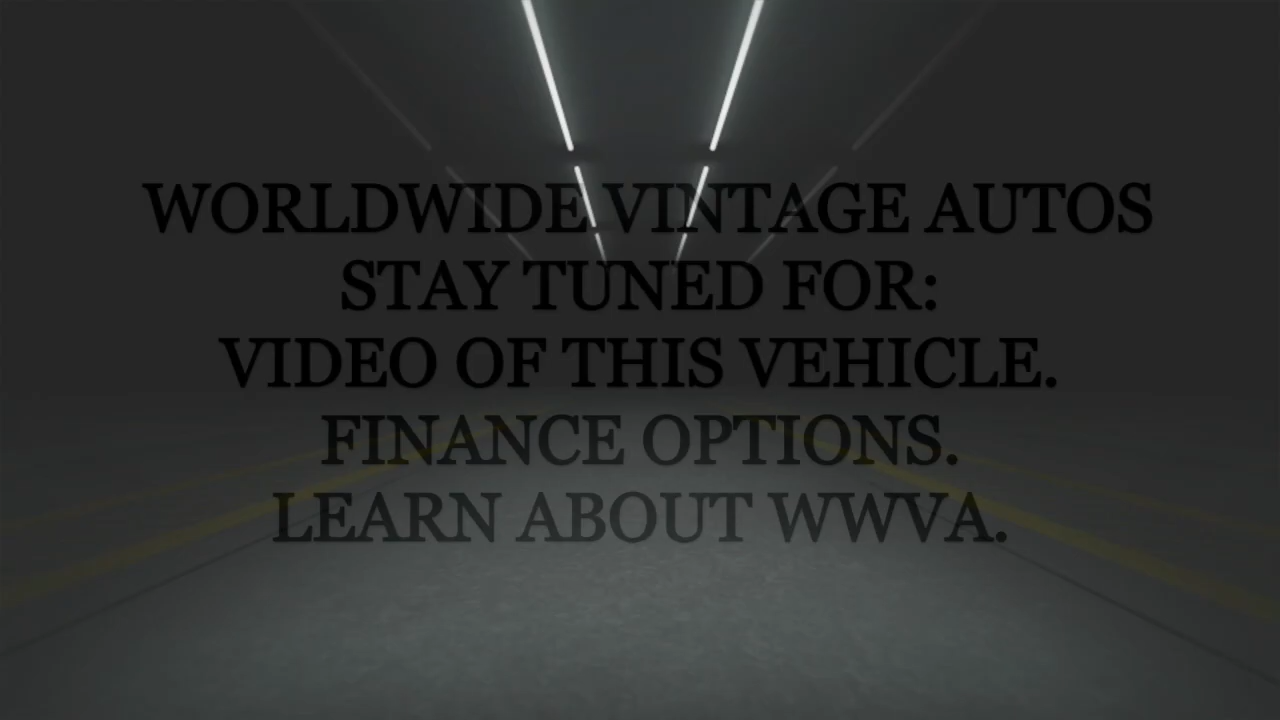 WORLDWIDE VINTAGE AUTOS
STAY TUNED FOR:
VIDEO OF THIS VEHICLE.
FINANCE OPTIONS.
LEARN ABOUT WWVA.